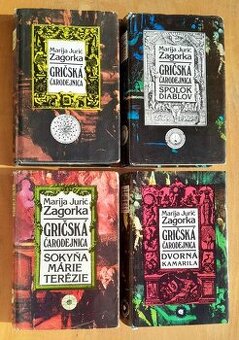 Marija Jurić
Zagorka
GRIČSKÁ
ČARODEJNICA
Marija Jurić
Zagorka
GRIČSKÁ
ČARODEJNICA
SPOLOK
DIABLOV
Marija Jurić
Zagorka
GRIČSKÁ
ČARODEJNICA
SOKYŇA
MÁRIE
TERÉZIE
Marija Jurić
Zagorka
GRIČSKÁ
ČARODEJNICA
DVORNÁ
KAMARILA